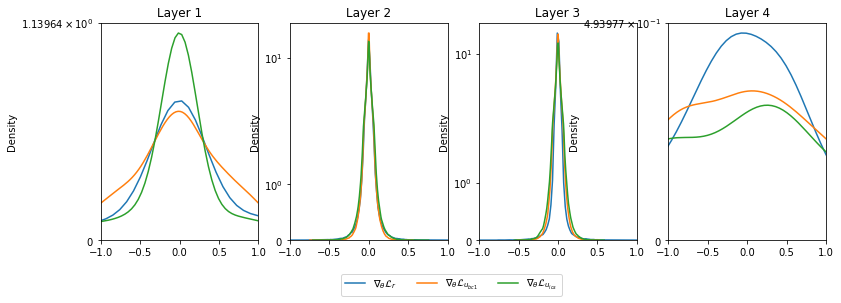 Layer 1
Layer 2
Layer 3
Layer 4
1.13964 × 10⁰
10¹
10¹
4.93977 × 10⁻¹
Density
Density
Density
Density
10⁰
10⁰
0
0
0
0
−1.0 −0.5 0.0 0.5 1.0
−1.0 −0.5 0.0 0.5 1.0
−1.0 −0.5 0.0 0.5 1.0
−1.0 −0.5 0.0 0.5 1.0
∇θℒr ∇θℒu_bc1 ∇θℒu_ics